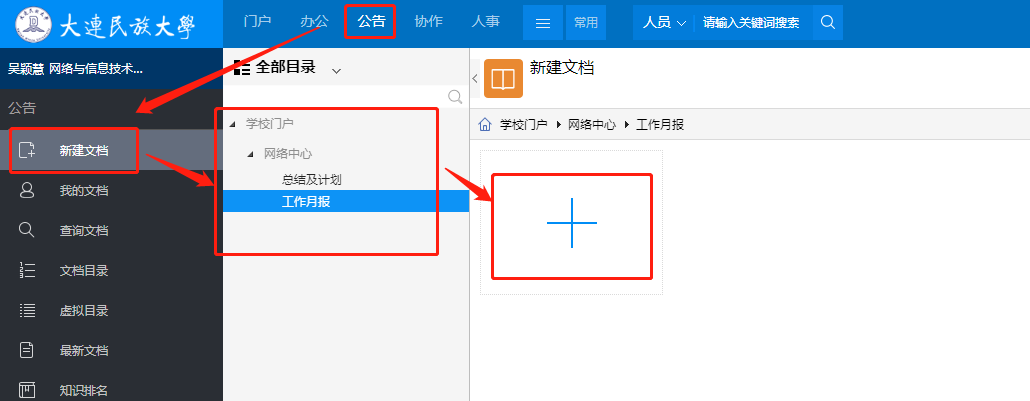 大連民族大學
门户 办公 公告 协作 人事 常用 人员 请输入关键词搜索
吴颖慧 网络与信息技术...
公告
新建文档
我的文档
查询文档
文档目录
虚拟目录
最新文档
知识排名
全部目录
学校门户
网络中心
总结及计划
工作月报
新建文档
学校门户 网络中心 工作月报